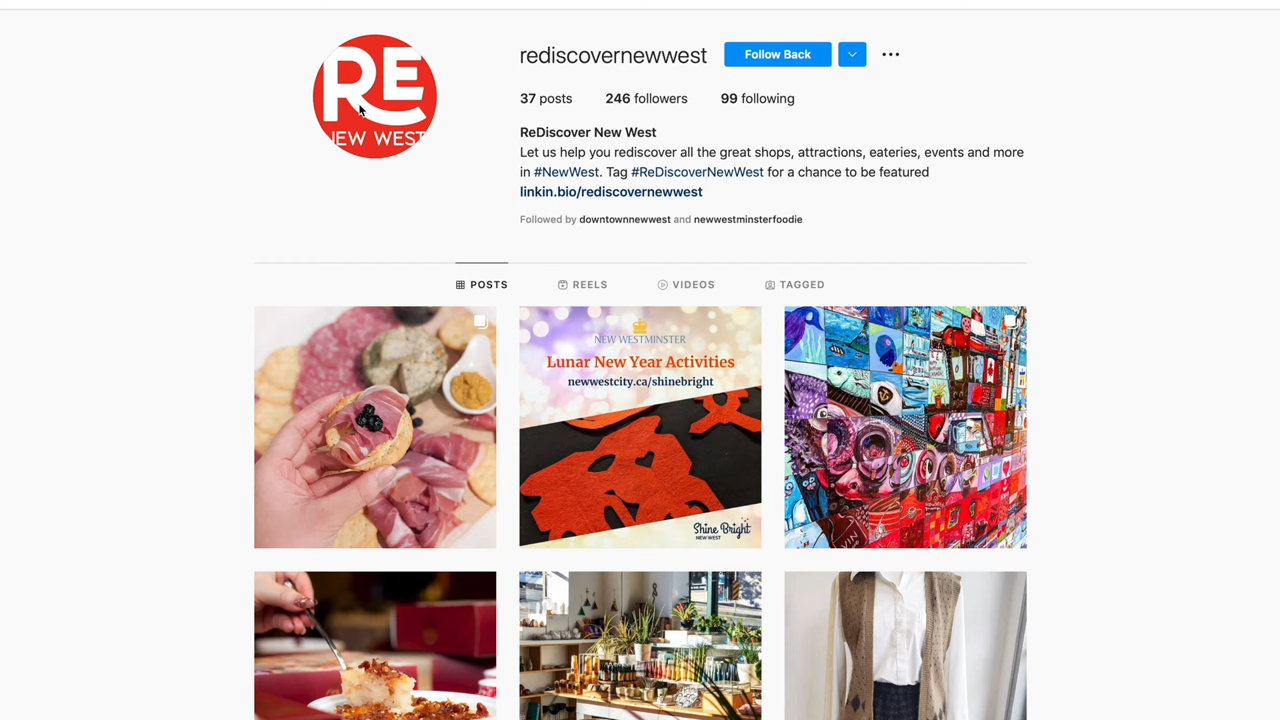 RE
NEW WEST
rediscovernewwest
Follow Back
37 posts
246 followers
99 following
ReDiscover New West
Let us help you rediscover all the great shops, attractions, eateries, events and more
in #NewWest. Tag #ReDiscoverNewWest for a chance to be featured
linkin.bio/rediscovernewwest
Followed by downtownnewwest and newwestminsterfoodie
POSTS
REELS
VIDEOS
TAGGED
NEW WESTMINSTER
Lunar New Year Activities
newwestcity.ca/shinebright
Shine Bright
NEW WEST